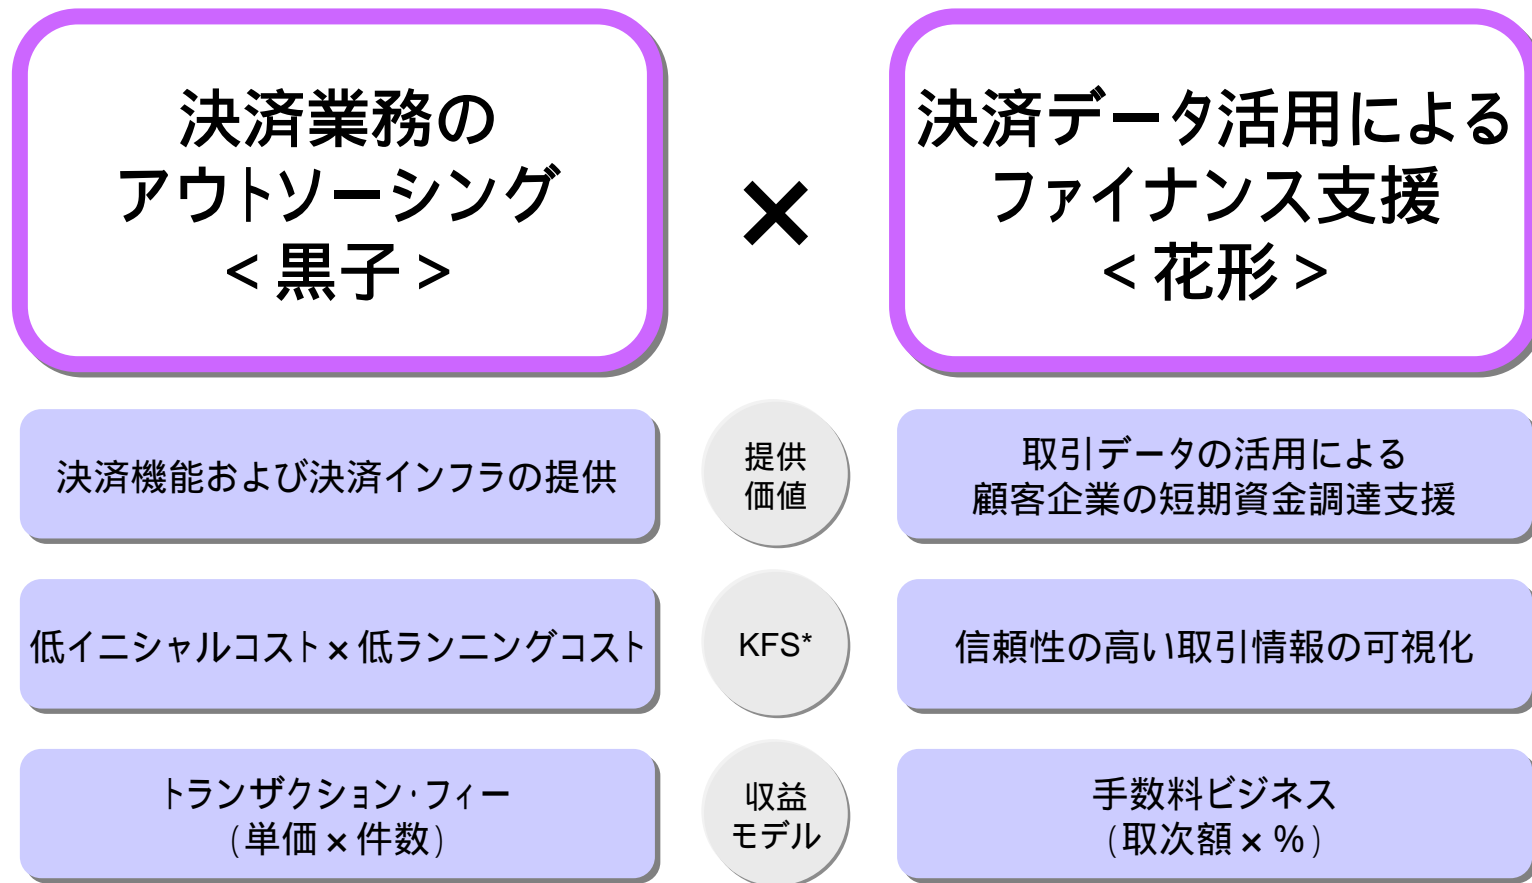 決済業務の
アウトソーシング
<黒子>
×
決済データ活用による
ファイナンス支援
<花形>
決済機能および決済インフラの提供
提供
価値
取引データの活用による
顧客企業の短期資金調達支援
低イニシャルコスト×低ランニングコスト
KFS*
信頼性の高い取引情報の可視化
トランザクション・フィー
(単価×件数)
収益
モデル
手数料ビジネス
(取次額×%)